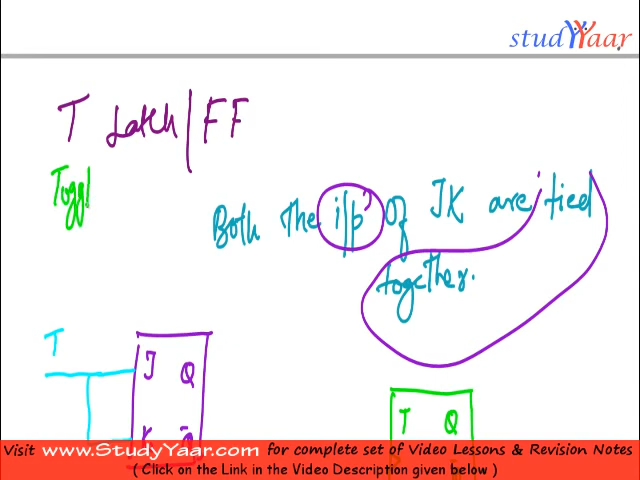 studYYaar
T Latch/FF
Toggl
Both the i/p's Of JK are tied
together.
T
J Q
K Q̄
T Q
Visit www.StudyYaar.com for complete set of Video Lessons & Revision Notes
( Click on the Link in the Video Description given below )